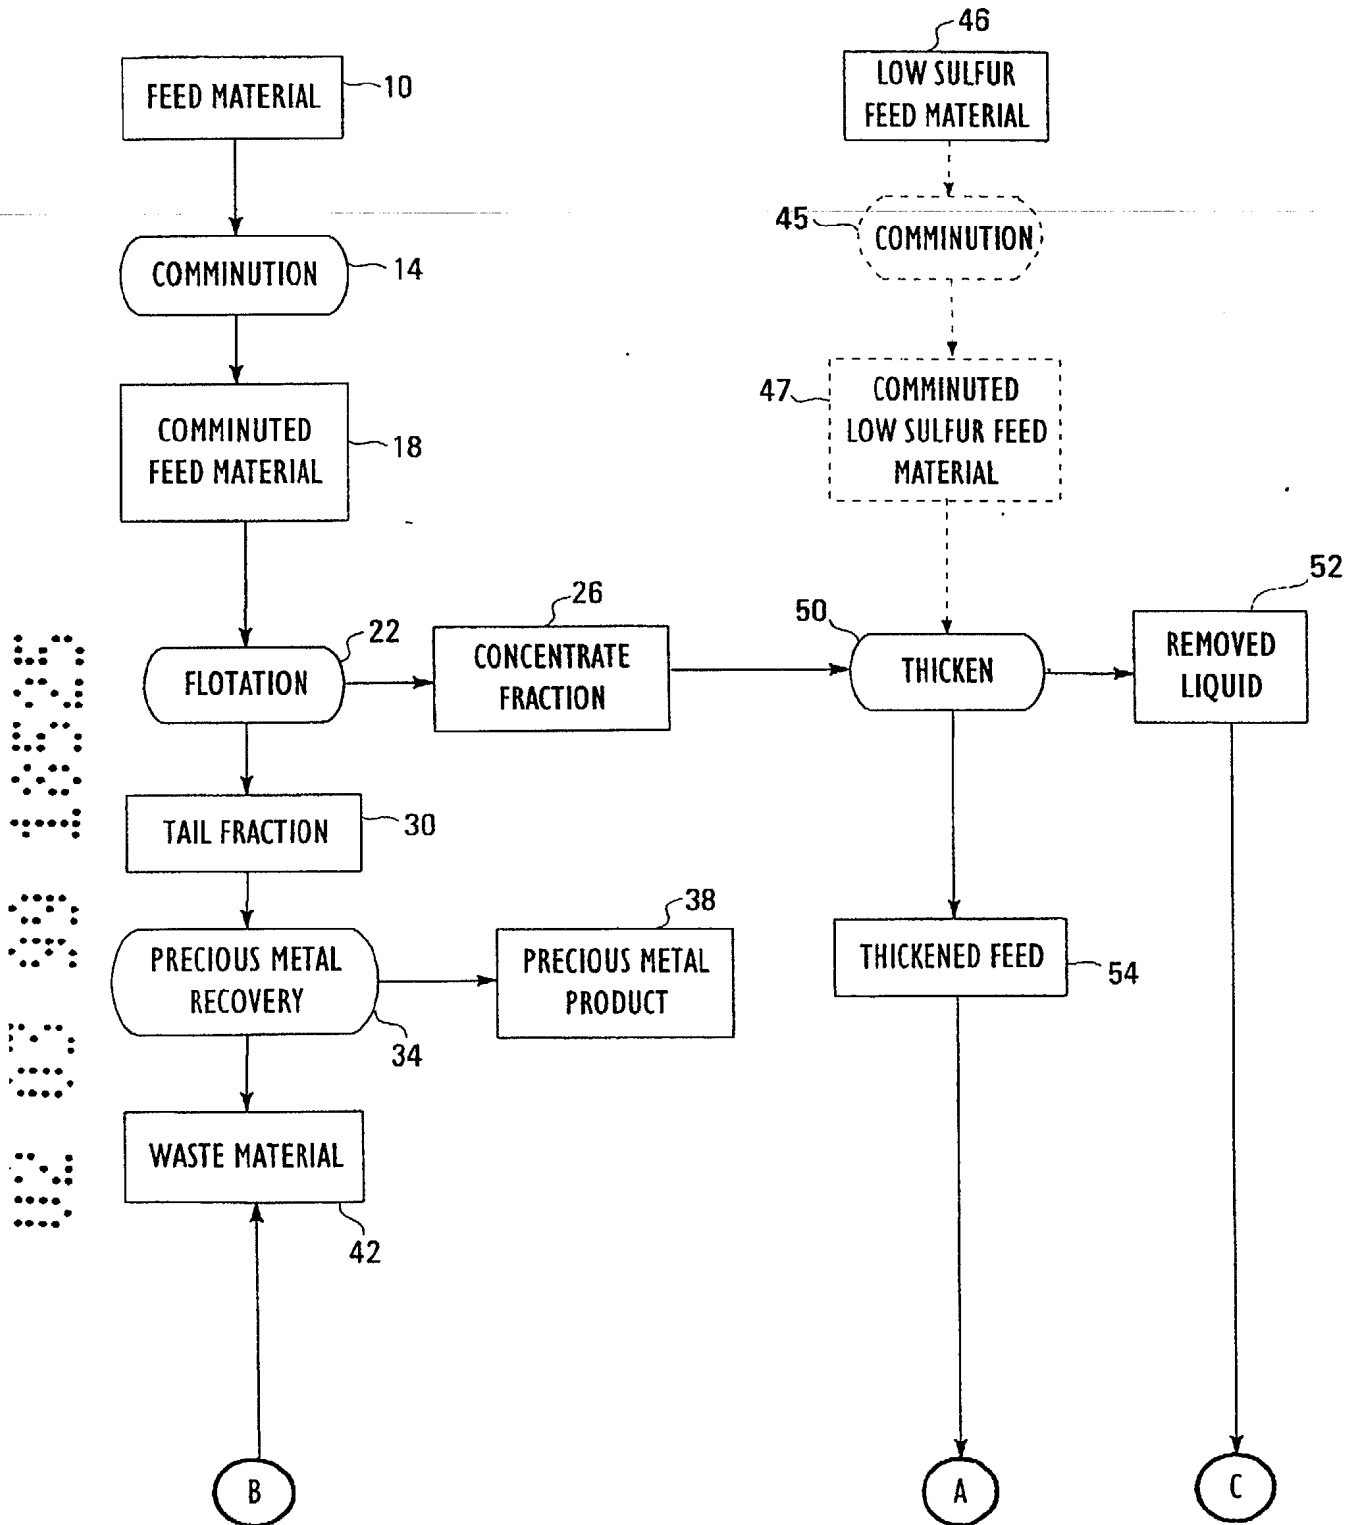 46
FEED MATERIAL
10
LOW SULFUR
FEED MATERIAL
45
COMMINUTION
COMMINUTION
14
47
COMMINUTED
LOW SULFUR FEED
MATERIAL
COMMINUTED
FEED MATERIAL
18
26
50
52
22
FLOTATION
CONCENTRATE
FRACTION
THICKEN
REMOVED
LIQUID
TAIL FRACTION
30
38
PRECIOUS METAL
RECOVERY
34
PRECIOUS METAL
PRODUCT
THICKENED FEED
54
WASTE MATERIAL
42
B
A
C